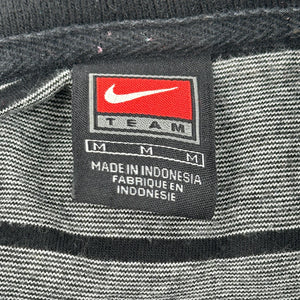 TEAM
M M M
MADE IN INDONESIA
FABRIQUE EN
INDONESIE